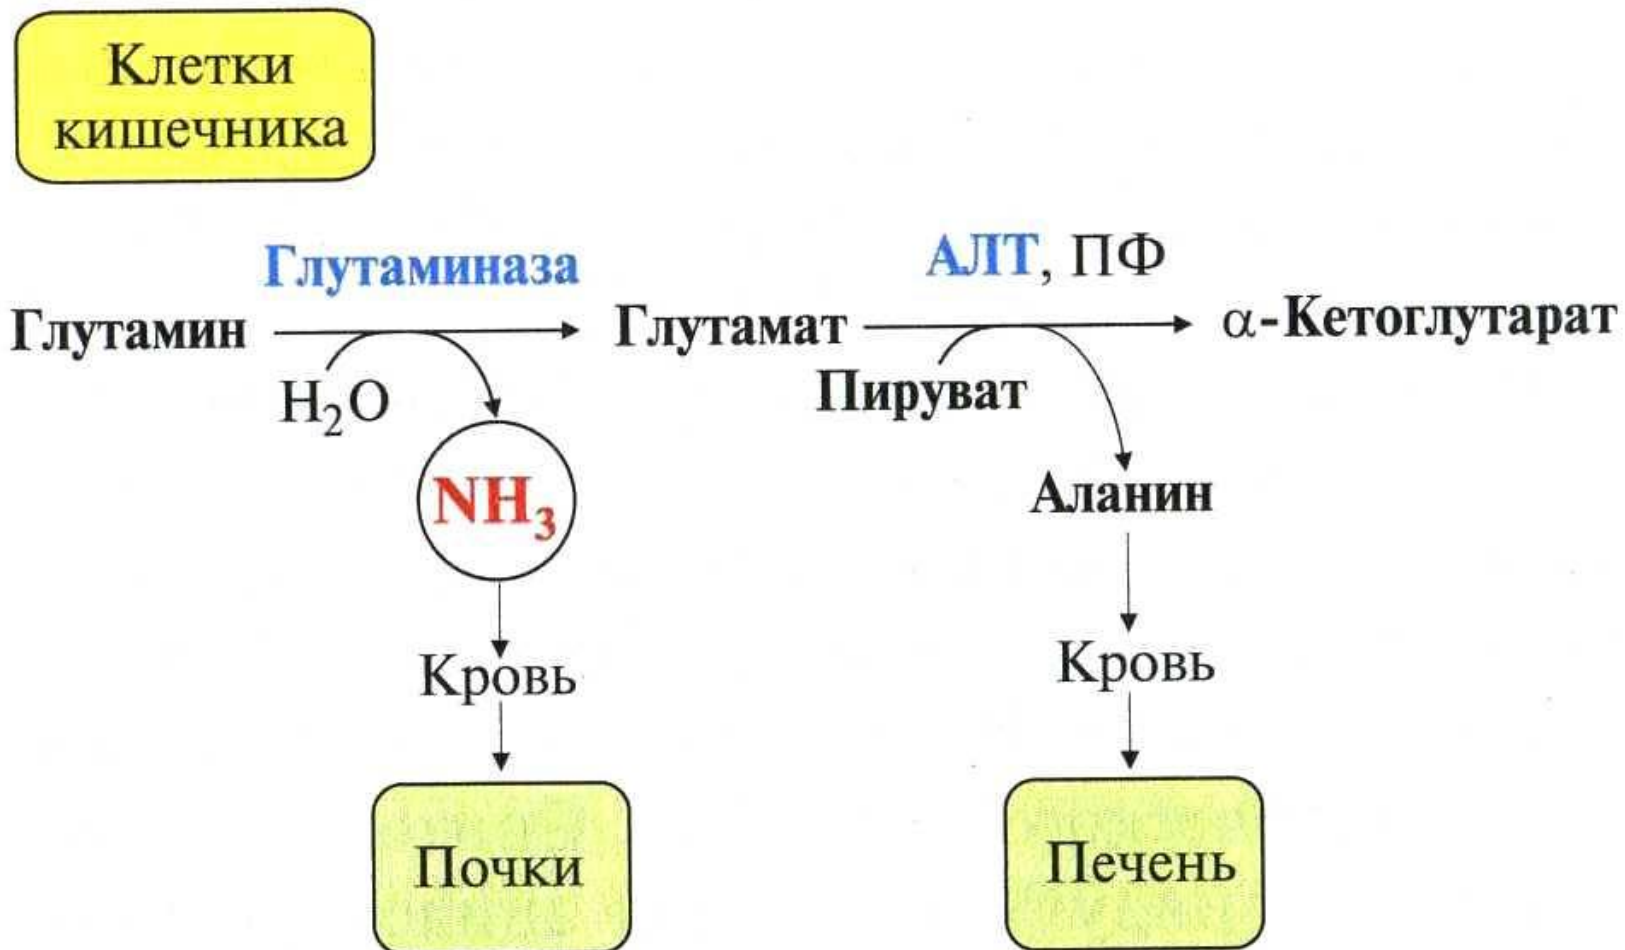 Клетки
кишечника
Глутаминаза
АЛТ, ПФ
Глутамин
Глутамат
α-Кетоглутарат
H₂O
Пируват
NH₃
Аланин
Кровь
Кровь
Почки
Печень